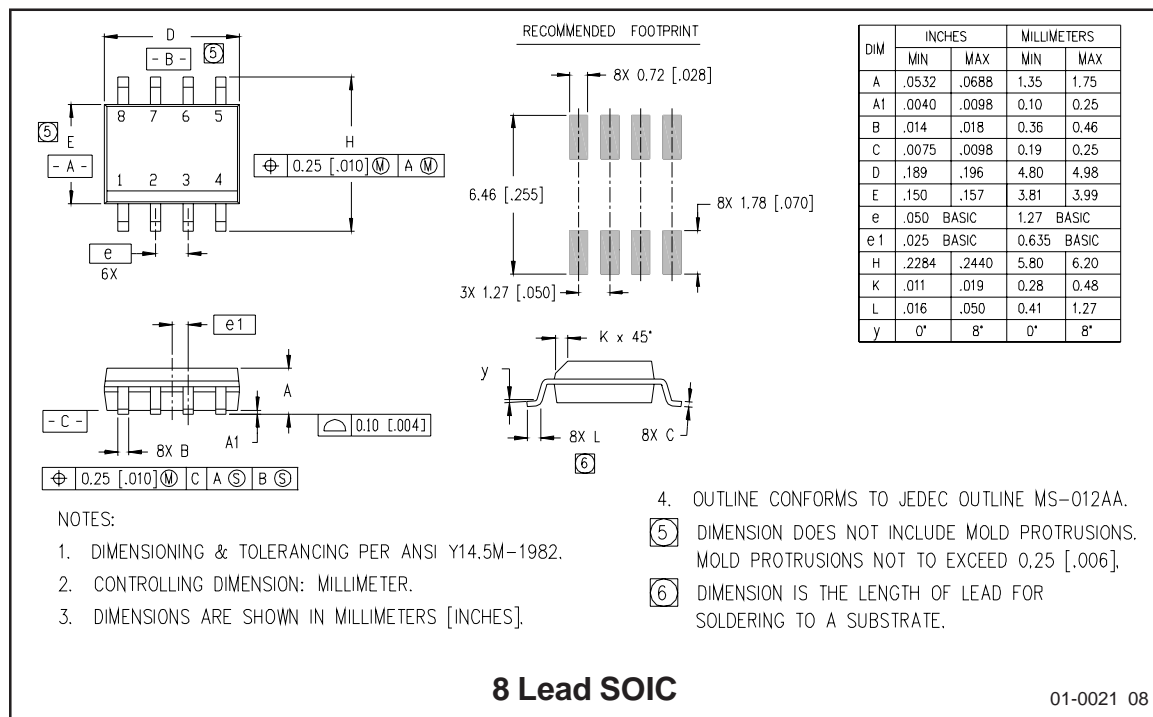 D
- B -
5
8 7 6 5
5
E
- A -
H
⌖ 0.25 [.010] Ⓜ A Ⓜ
1 2 3 4
e
6X
RECOMMENDED FOOTPRINT
8X 0.72 [.028]
6.46 [.255]
8X 1.78 [.070]
3X 1.27 [.050]
DIM INCHES MILLIMETERS
MIN MAX MIN MAX
A .0532 .0688 1.35 1.75
A1 .0040 .0098 0.10 0.25
B .014 .018 0.36 0.46
C .0075 .0098 0.19 0.25
D .189 .196 4.80 4.98
E .150 .157 3.81 3.99
e .050 BASIC 1.27 BASIC
e1 .025 BASIC 0.635 BASIC
H .2284 .2440 5.80 6.20
K .011 .019 0.28 0.48
L .016 .050 0.41 1.27
y 0° 8° 0° 8°
e1
A
- C -
8X B
A1
⌓ 0.10 [.004]
⌖ 0.25 [.010] Ⓜ C A Ⓢ B Ⓢ
K x 45°
y
8X L
6
8X C
NOTES:
1. DIMENSIONING & TOLERANCING PER ANSI Y14.5M-1982.
2. CONTROLLING DIMENSION: MILLIMETER.
3. DIMENSIONS ARE SHOWN IN MILLIMETERS [INCHES].
4. OUTLINE CONFORMS TO JEDEC OUTLINE MS-012AA.
5 DIMENSION DOES NOT INCLUDE MOLD PROTRUSIONS.
MOLD PROTRUSIONS NOT TO EXCEED 0.25 [.006].
6 DIMENSION IS THE LENGTH OF LEAD FOR
SOLDERING TO A SUBSTRATE.
8 Lead SOIC
01-0021 08